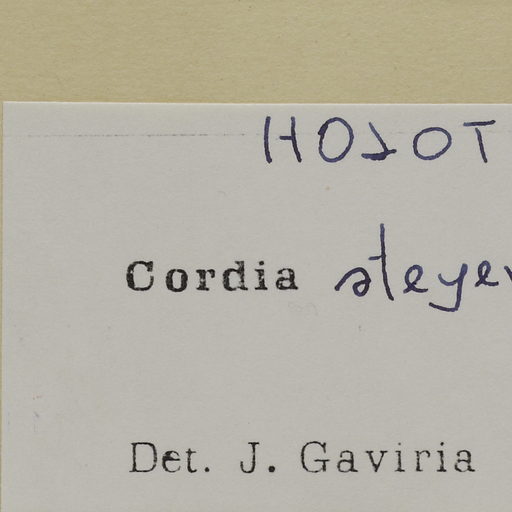 HOLOT
Cordia steyer
Det. J. Gaviria